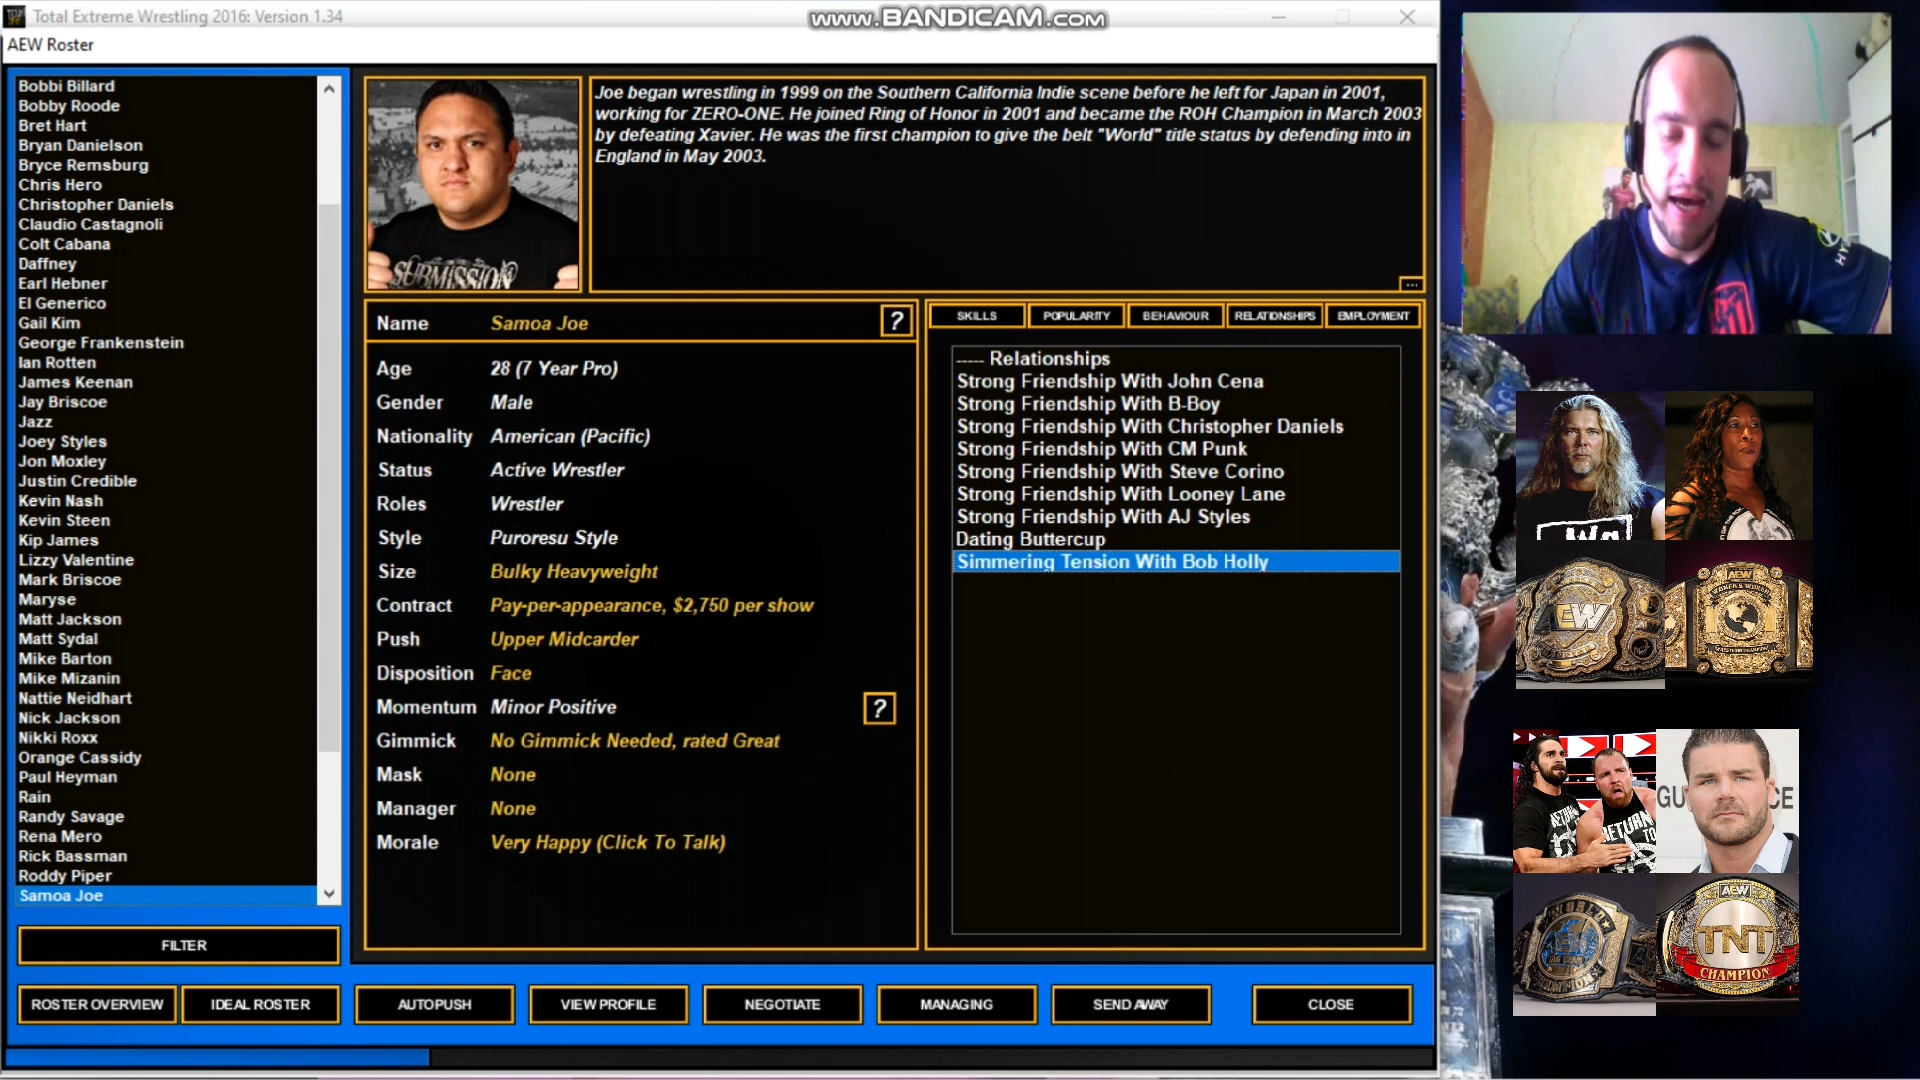 Total Extreme Wrestling 2016: Version 1.34
www.BANDICAM.com
AEW Roster
Bobbi Billard
Bobby Roode
Bret Hart
Bryan Danielson
Bryce Remsburg
Chris Hero
Christopher Daniels
Claudio Castagnoli
Colt Cabana
Daffney
Earl Hebner
El Generico
Gail Kim
George Frankenstein
Ian Rotten
James Keenan
Jay Briscoe
Jazz
Joey Styles
Jon Moxley
Justin Credible
Kevin Nash
Kevin Steen
Kip James
Lizzy Valentine
Mark Briscoe
Maryse
Matt Jackson
Matt Sydal
Mike Barton
Mike Mizanin
Nattie Neidhart
Nick Jackson
Nikki Roxx
Orange Cassidy
Paul Heyman
Rain
Randy Savage
Rena Mero
Rick Bassman
Roddy Piper
Samoa Joe
FILTER
SUBMISSION
Joe began wrestling in 1999 on the Southern California Indie scene before he left for Japan in 2001,
working for ZERO-ONE. He joined Ring of Honor in 2001 and became the ROH Champion in March 2003
by defeating Xavier. He was the first champion to give the belt "World" title status by defending into in
England in May 2003.
...
Name Samoa Joe ?
Age 28 (7 Year Pro)
Gender Male
Nationality American (Pacific)
Status Active Wrestler
Roles Wrestler
Style Puroresu Style
Size Bulky Heavyweight
Contract Pay-per-appearance, $2,750 per show
Push Upper Midcarder
Disposition Face
Momentum Minor Positive ?
Gimmick No Gimmick Needed, rated Great
Mask None
Manager None
Morale Very Happy (Click To Talk)
SKILLS POPULARITY BEHAVIOUR RELATIONSHIPS EMPLOYMENT
----- Relationships
Strong Friendship With John Cena
Strong Friendship With B-Boy
Strong Friendship With Christopher Daniels
Strong Friendship With CM Punk
Strong Friendship With Steve Corino
Strong Friendship With Looney Lane
Strong Friendship With AJ Styles
Dating Buttercup
Simmering Tension With Bob Holly
ROSTER OVERVIEW IDEAL ROSTER AUTOPUSH VIEW PROFILE NEGOTIATE MANAGING SEND AWAY CLOSE
AEW
AEW
TNT
CHAMPION
AEW